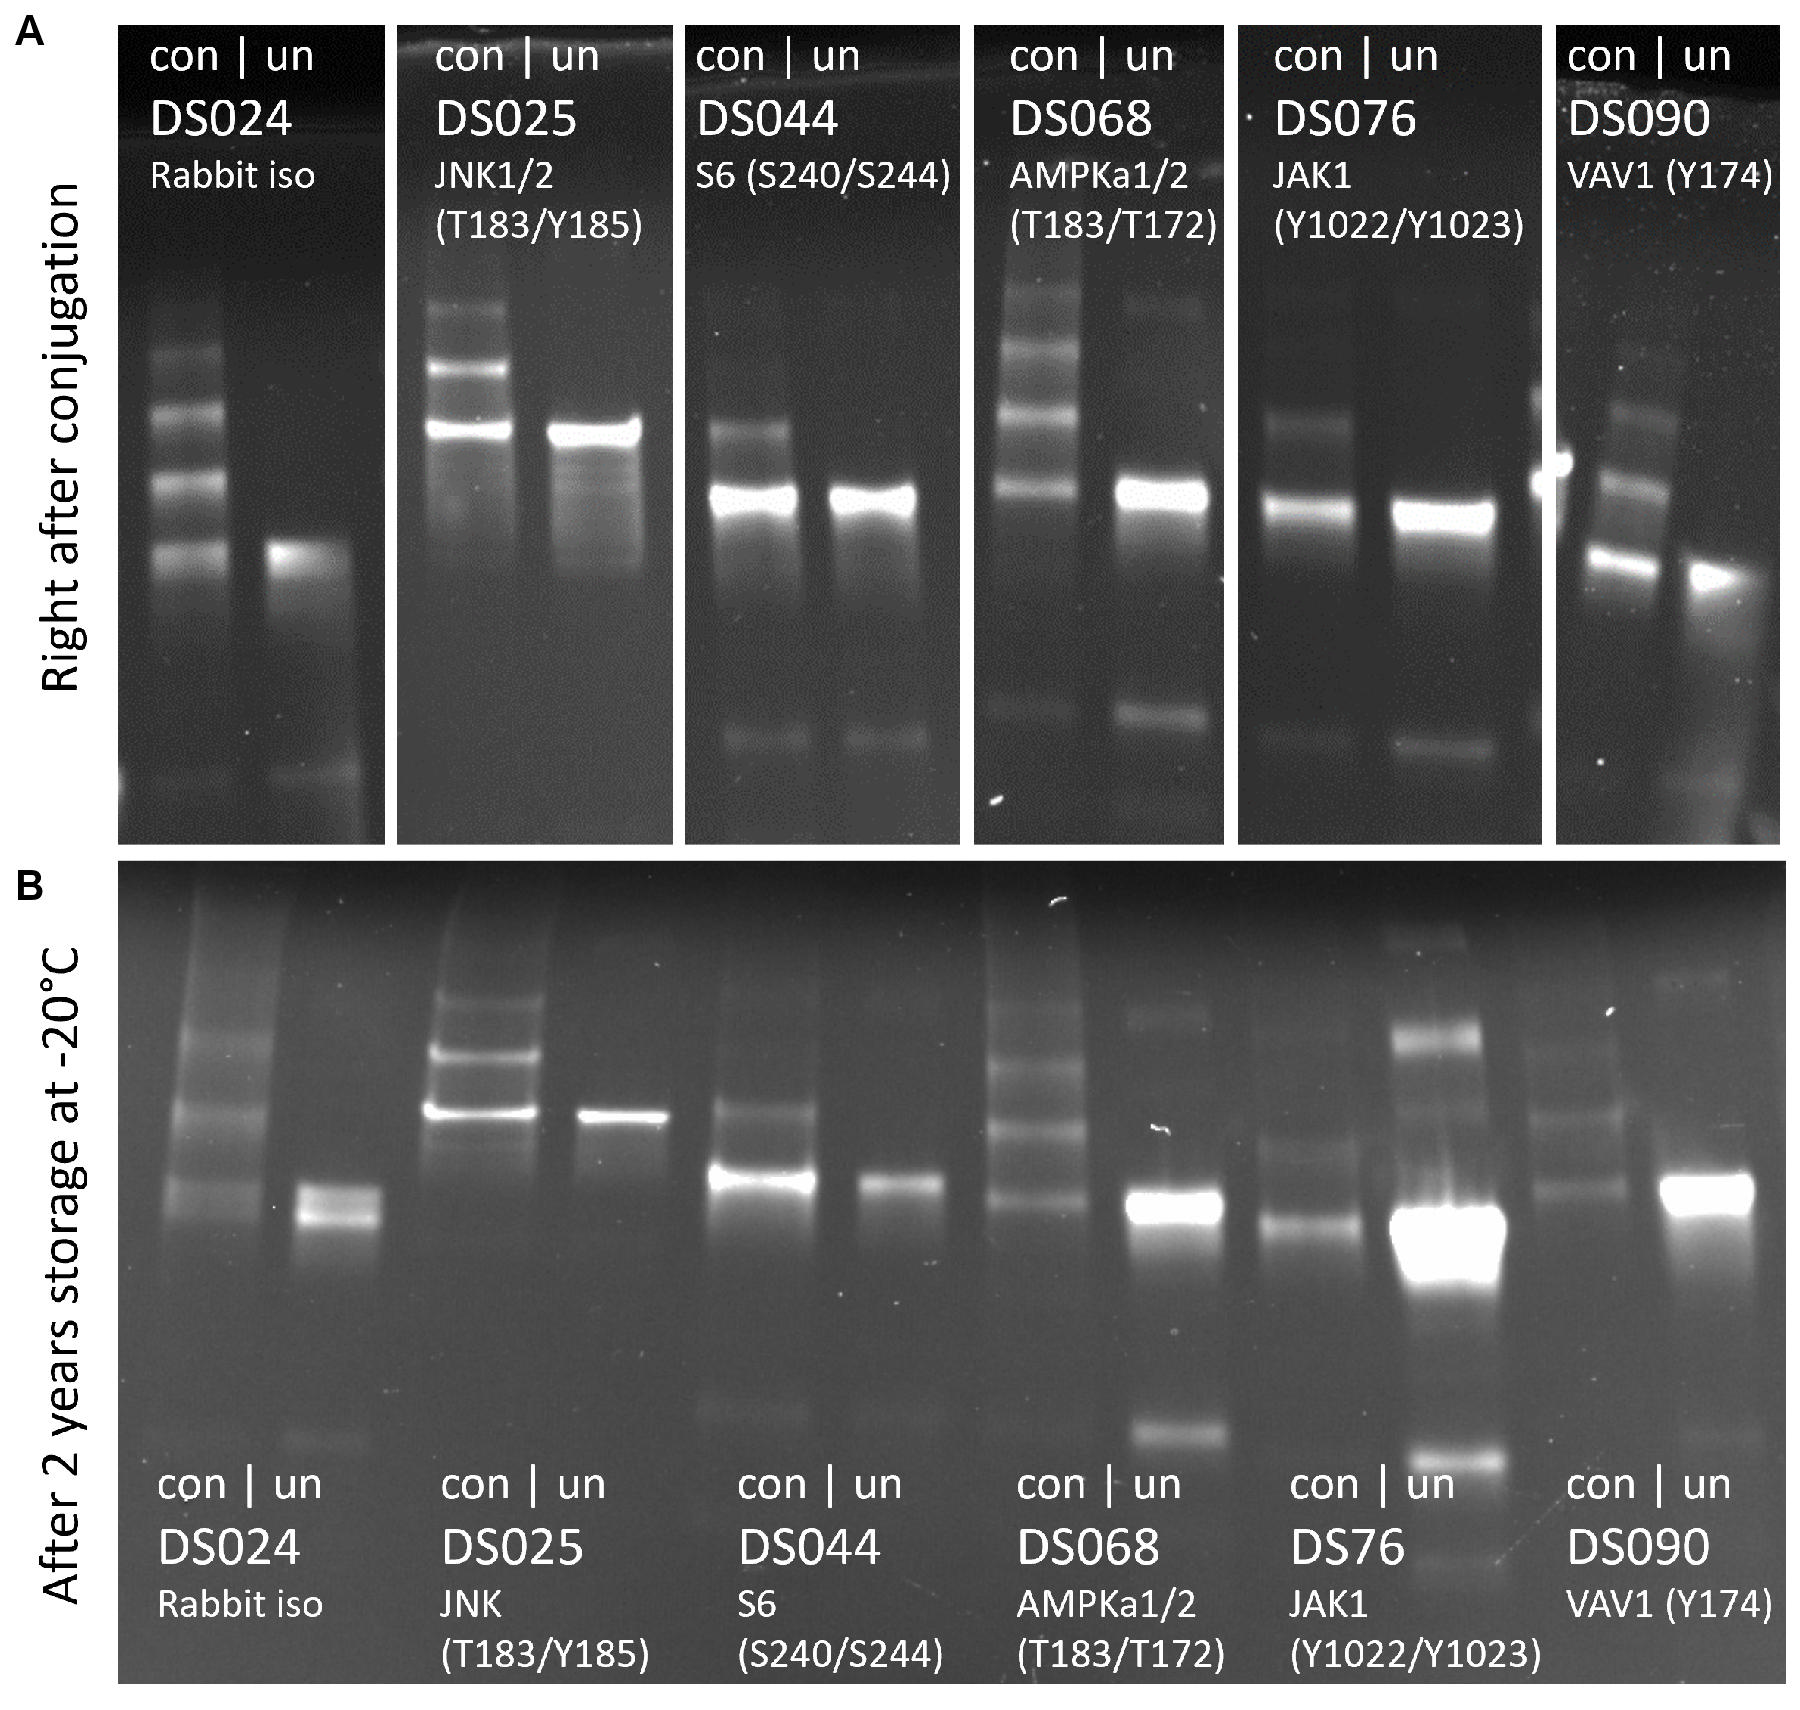 A
Right after conjugation
con | un
DS024
Rabbit iso
con | un
DS025
JNK1/2
(T183/Y185)
con | un
DS044
S6 (S240/S244)
con | un
DS068
AMPKa1/2
(T183/T172)
con | un
DS076
JAK1
(Y1022/Y1023)
con | un
DS090
VAV1 (Y174)
B
After 2 years storage at -20°C
con | un
DS024
Rabbit iso
con | un
DS025
JNK
(T183/Y185)
con | un
DS044
S6
(S240/S244)
con | un
DS068
AMPKa1/2
(T183/T172)
con | un
DS76
JAK1
(Y1022/Y1023)
con | un
DS090
VAV1 (Y174)